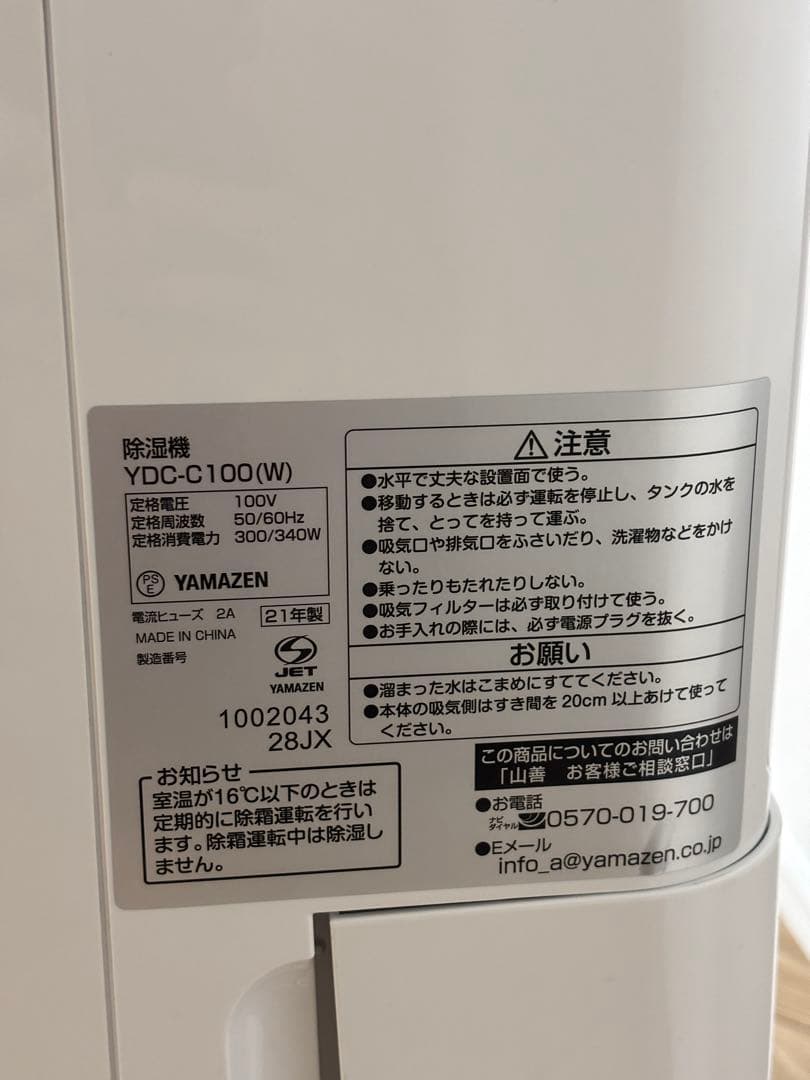 除湿機
YDC-C100(W)
定格電圧 100V
定格周波数 50/60Hz
定格消費電力 300/340W
PS
E
YAMAZEN
電流ヒューズ 2A 21年製
MADE IN CHINA
製造番号
JET
YAMAZEN
1002043
28JX
お知らせ
室温が16℃以下のときは
定期的に除霜運転を行い
ます。除霜運転中は除湿し
ません。
注意
●水平で丈夫な設置面で使う。
●移動するときは必ず運転を停止し、タンクの水を
捨て、とってを持って運ぶ。
●吸気口や排気口をふさいだり、洗濯物などをかけ
ない。
●乗ったりもたれたりしない。
●吸気フィルターは必ず取り付けて使う。
●お手入れの際には、必ず電源プラグを抜く。
お願い
●溜まった水はこまめにすててください。
●本体の吸気側はすき間を20cm以上あけて使って
ください。
この商品についてのお問い合わせは
「山善 お客様ご相談窓口」
●お電話
ナビ
ダイヤル
0570-019-700
●Eメール
info_a@yamazen.co.jp